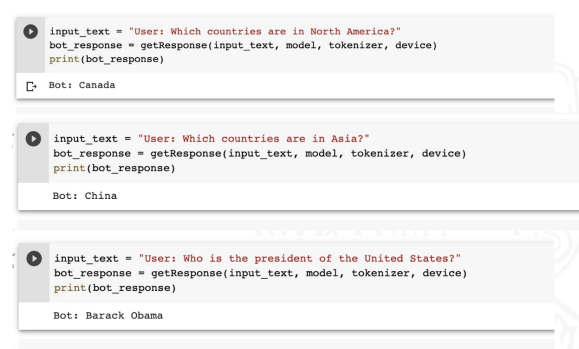 input_text = "User: Which countries are in North America?"
bot_response = getResponse(input_text, model, tokenizer, device)
print(bot_response)
Bot: Canada
input_text = "User: Which countries are in Asia?"
bot_response = getResponse(input_text, model, tokenizer, device)
print(bot_response)
Bot: China
input_text = "User: Who is the president of the United States?"
bot_response = getResponse(input_text, model, tokenizer, device)
print(bot_response)
Bot: Barack Obama